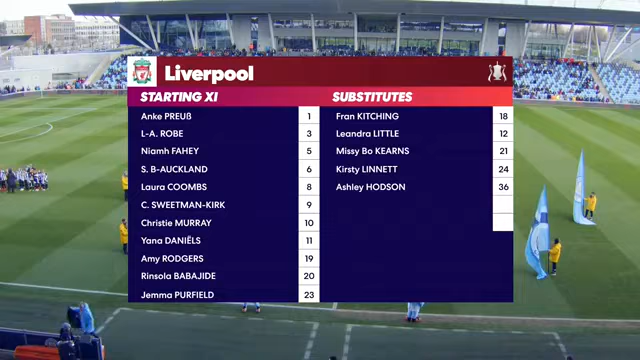 Liverpool
STARTING XI
Anke PREUß 1
L-A. ROBE 3
Niamh FAHEY 5
S. B-AUCKLAND 6
Laura COOMBS 8
C. SWEETMAN-KIRK 9
Christie MURRAY 10
Yana DANIËLS 11
Amy RODGERS 19
Rinsola BABAJIDE 20
Jemma PURFIELD 23
SUBSTITUTES
Fran KITCHING 18
Leandra LITTLE 12
Missy Bo KEARNS 21
Kirsty LINNETT 24
Ashley HODSON 36